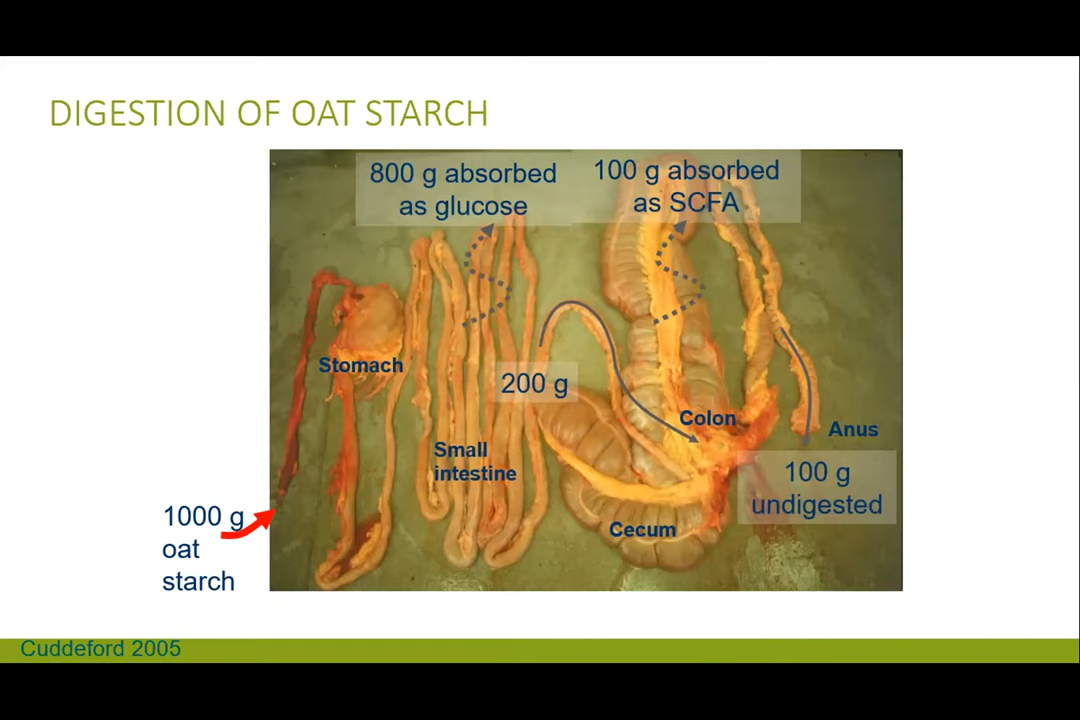 DIGESTION OF OAT STARCH
800 g absorbed
as glucose
100 g absorbed
as SCFA
Stomach
200 g
Colon
Anus
Small
intestine
100 g
undigested
Cecum
1000 g
oat
starch
Cuddeford 2005